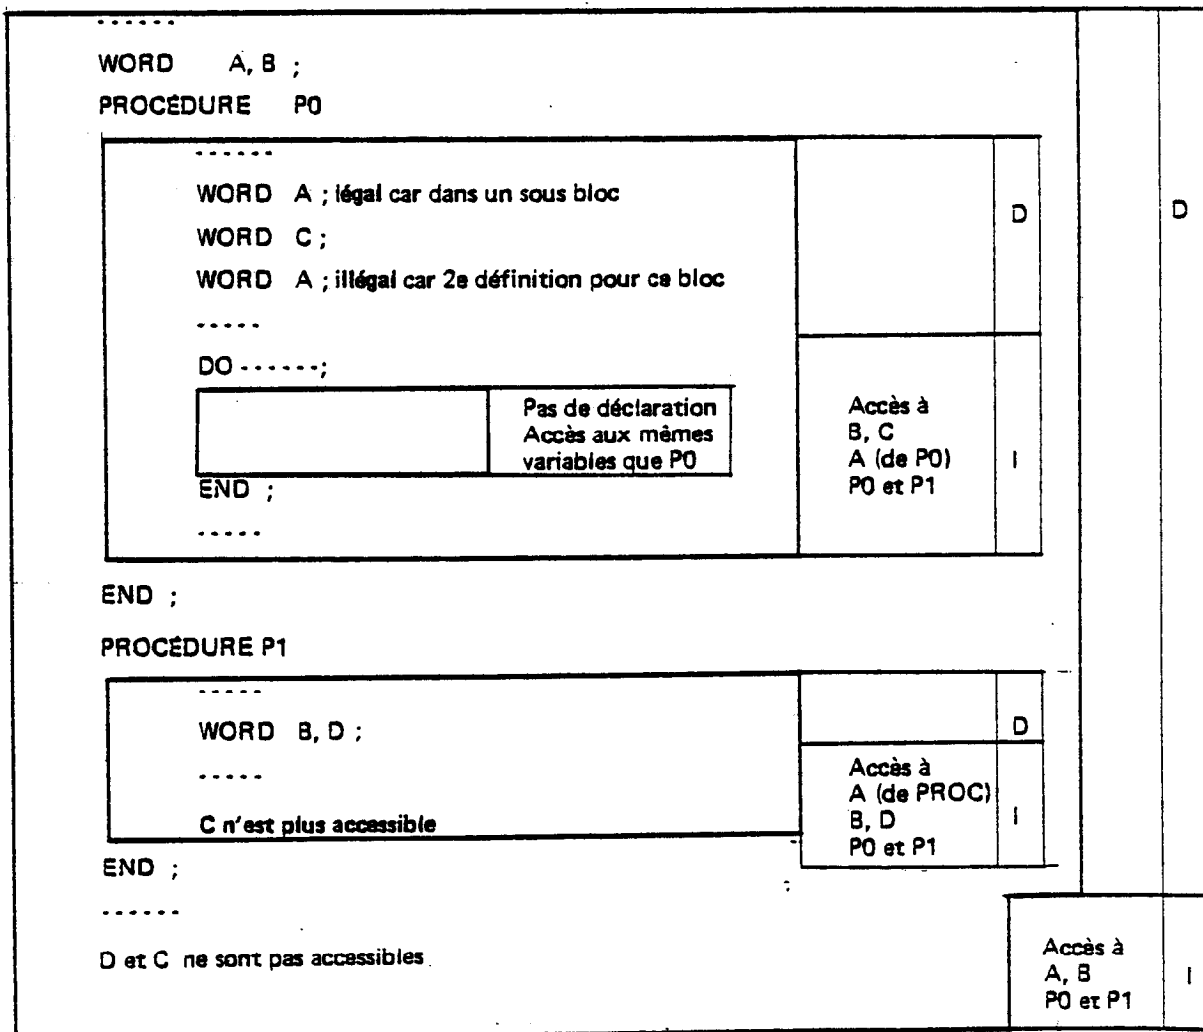 ------
WORD A, B ;
PROCÉDURE P0
------
WORD A ; légal car dans un sous bloc
WORD C ;
D
D
WORD A ; illégal car 2e définition pour ce bloc
-----
DO ------;
Pas de déclaration
Accès aux mêmes
variables que P0
Accès à
B, C
A (de P0)
P0 et P1
I
END ;
-----
END ;
PROCÉDURE P1
-----
WORD B, D ;
D
-----
C n'est plus accessible
Accès à
A (de PROC)
B, D
P0 et P1
I
END ;
------
D et C ne sont pas accessibles
Accès à
A, B
P0 et P1
I